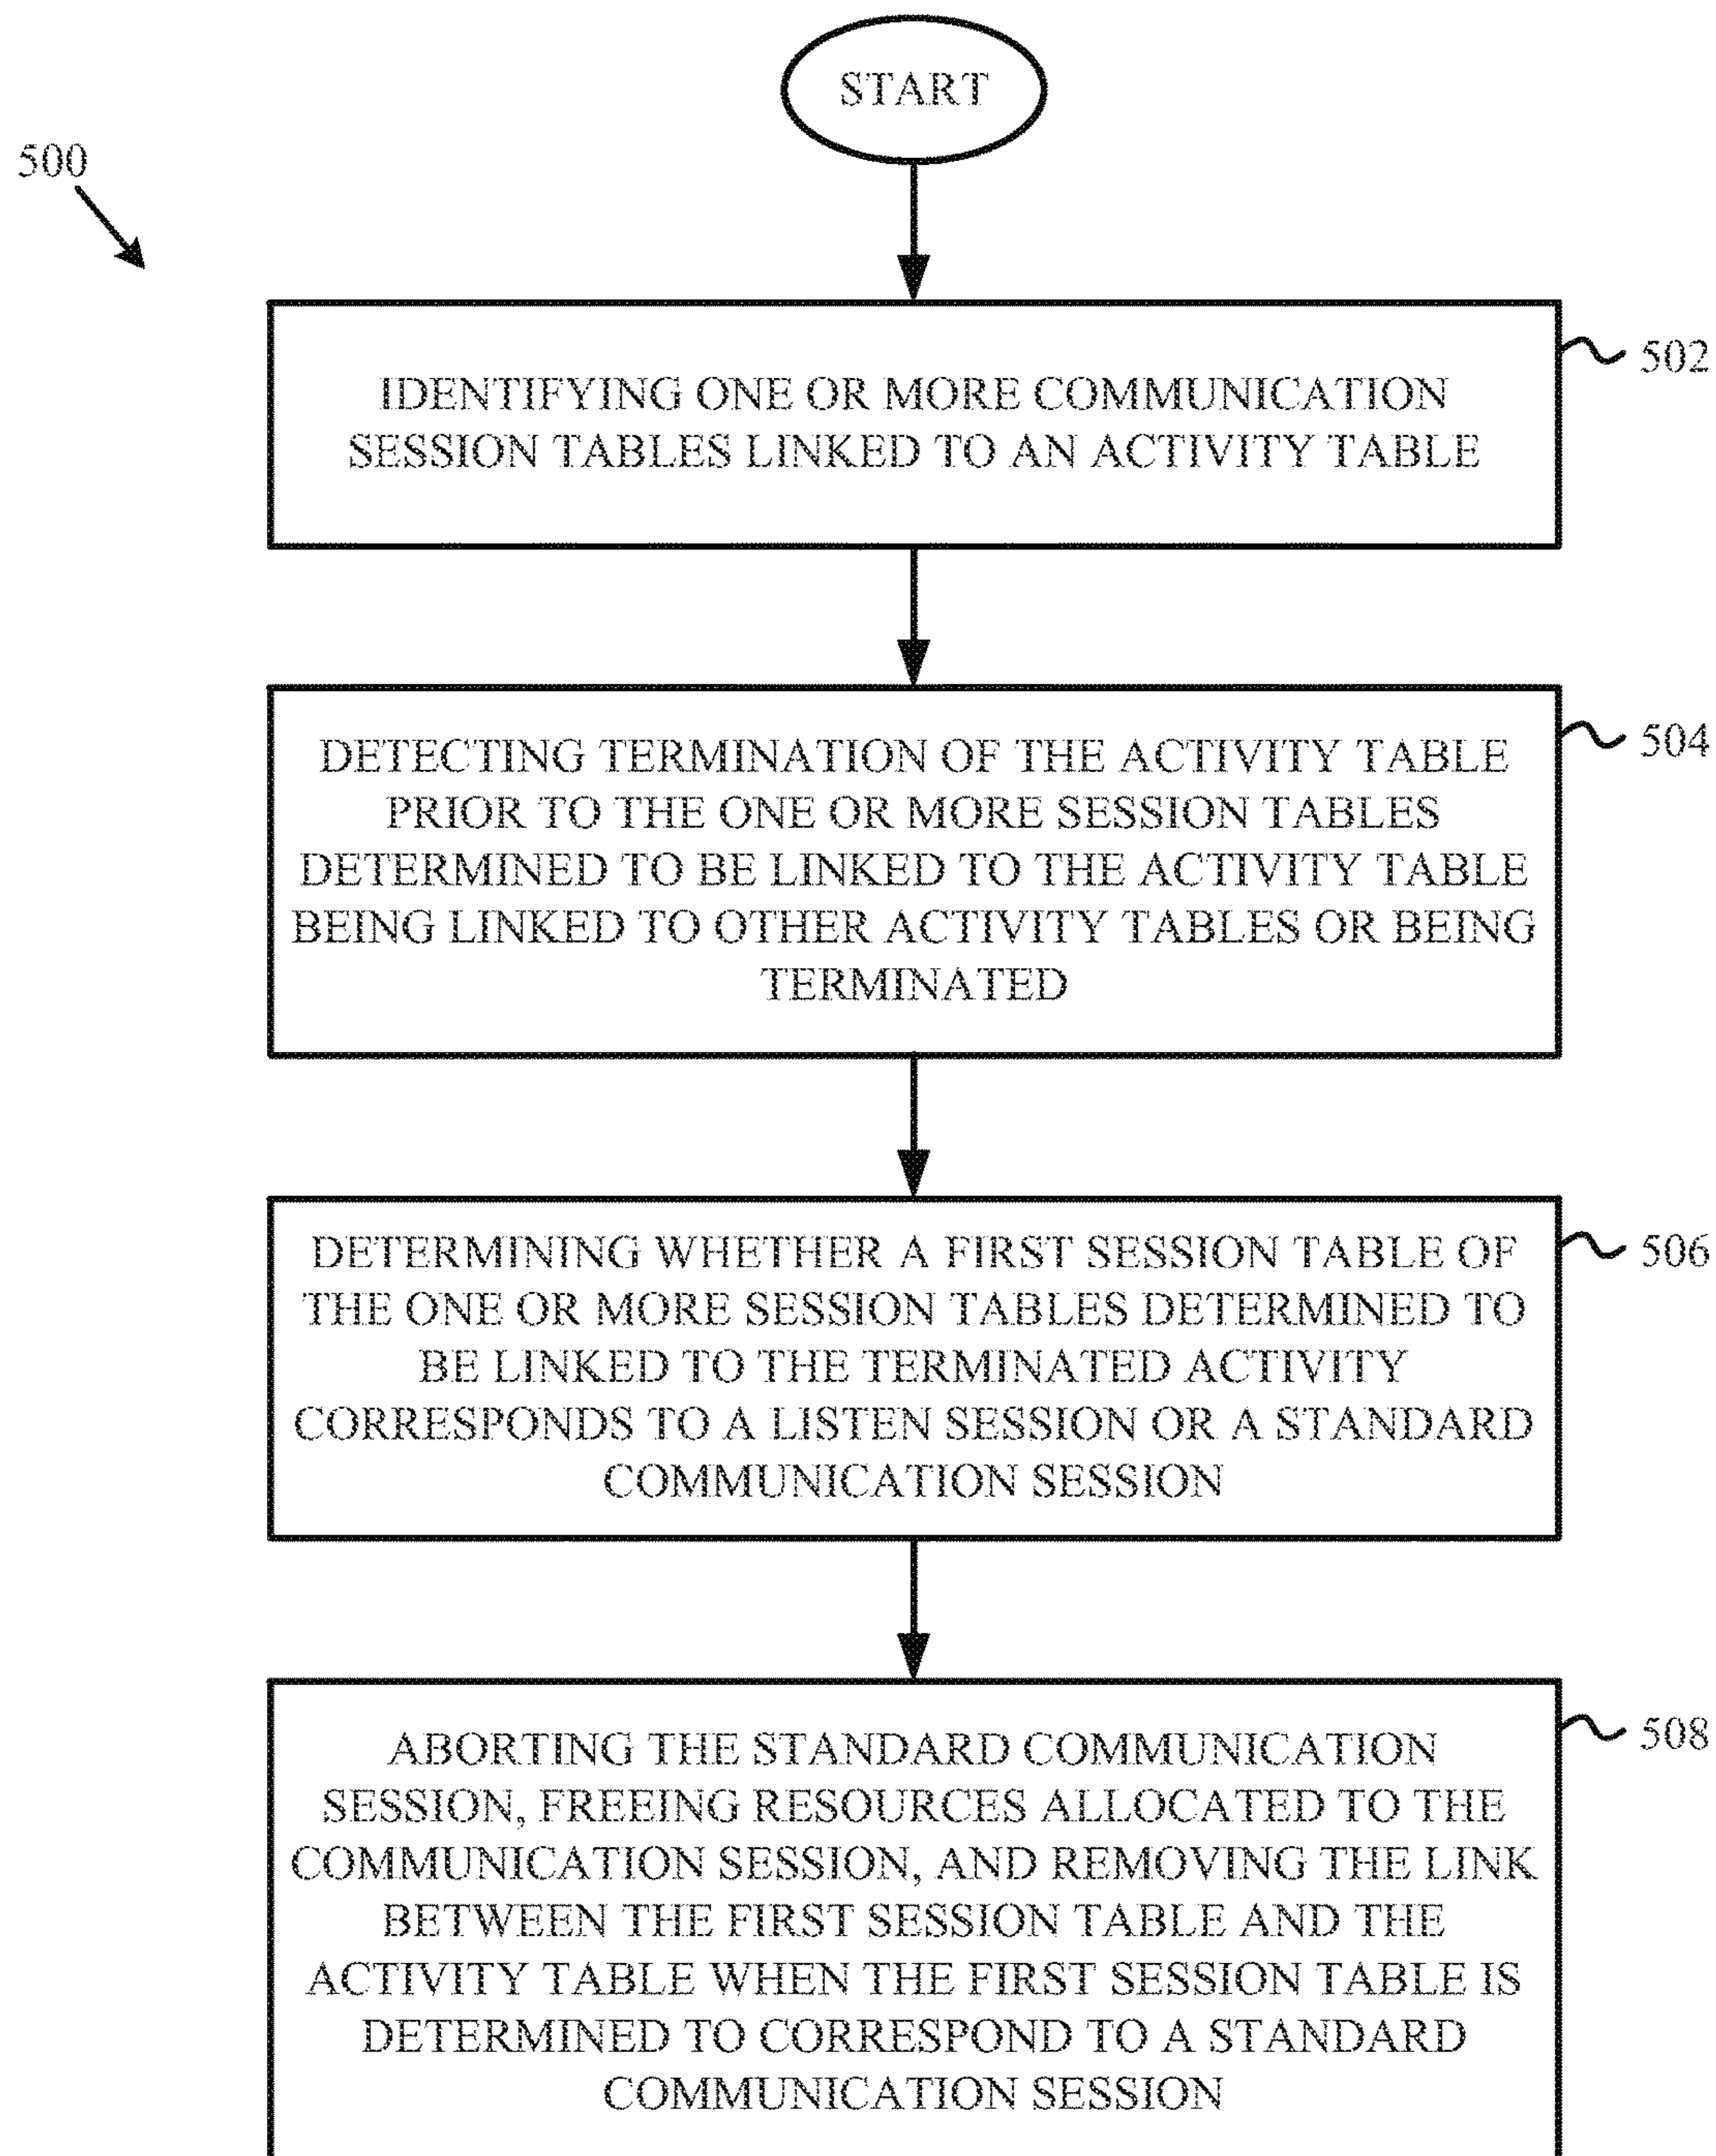 START
500
IDENTIFYING ONE OR MORE COMMUNICATION
SESSION TABLES LINKED TO AN ACTIVITY TABLE
502
DETECTING TERMINATION OF THE ACTIVITY TABLE
PRIOR TO THE ONE OR MORE SESSION TABLES
DETERMINED TO BE LINKED TO THE ACTIVITY TABLE
BEING LINKED TO OTHER ACTIVITY TABLES OR BEING
TERMINATED
504
DETERMINING WHETHER A FIRST SESSION TABLE OF
THE ONE OR MORE SESSION TABLES DETERMINED TO
BE LINKED TO THE TERMINATED ACTIVITY
CORRESPONDS TO A LISTEN SESSION OR A STANDARD
COMMUNICATION SESSION
506
ABORTING THE STANDARD COMMUNICATION
SESSION, FREEING RESOURCES ALLOCATED TO THE
COMMUNICATION SESSION, AND REMOVING THE LINK
BETWEEN THE FIRST SESSION TABLE AND THE
ACTIVITY TABLE WHEN THE FIRST SESSION TABLE IS
DETERMINED TO CORRESPOND TO A STANDARD
COMMUNICATION SESSION
508